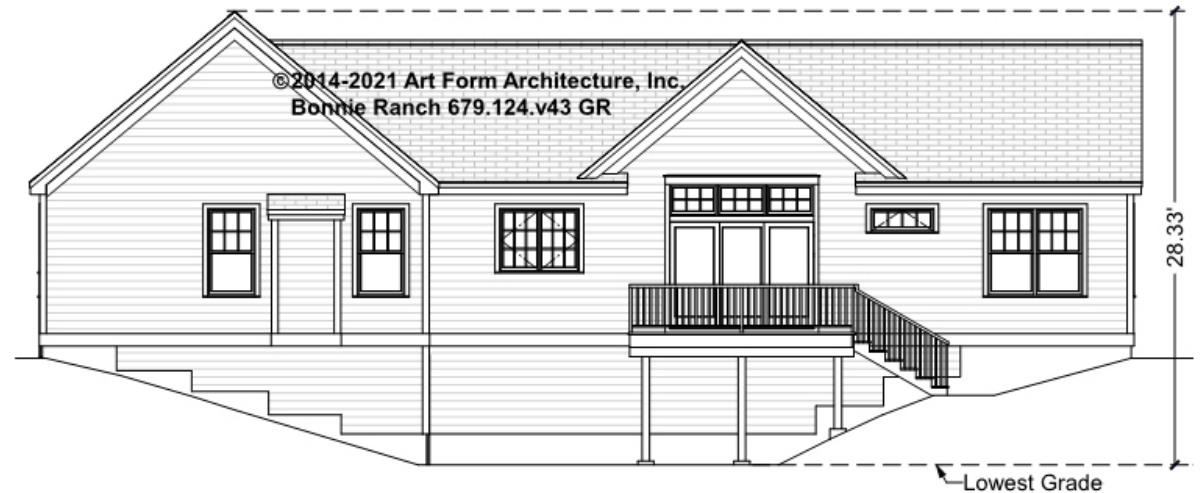 ©2014-2021 Art Form Architecture, Inc.
Bonnie Ranch 679.124.v43 GR
28.33'
Lowest Grade